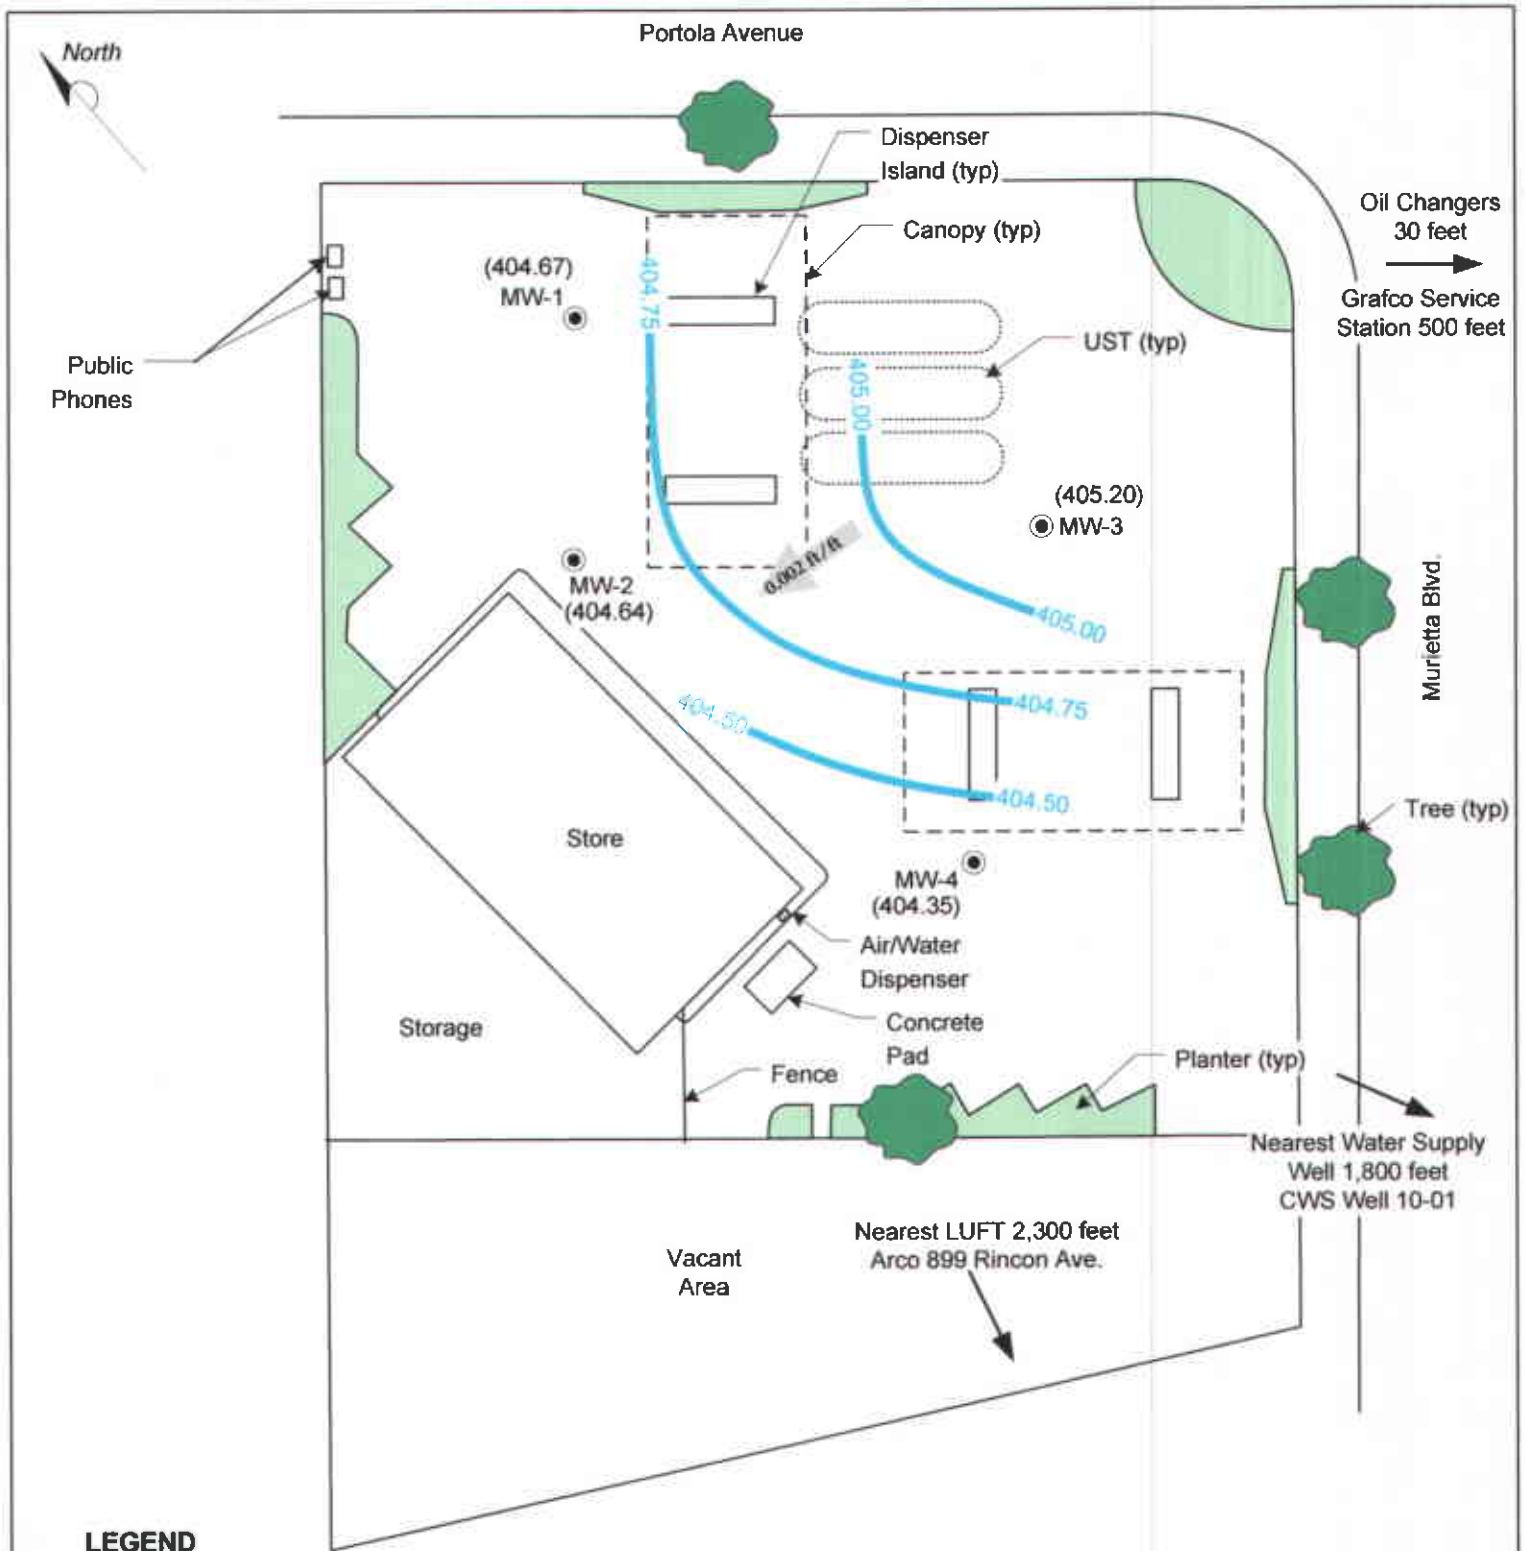 Portola Avenue
North
Dispenser
Island (typ)
Oil Changers
30 feet
Canopy (typ)
(404.67)
MW-1
404.75
Grafco Service
Station 500 feet
UST (typ)
Public
Phones
405.00
(405.20)
MW-3
0.002 ft/ft
MW-2
(404.64)
405.00
Murietta Blvd.
404.75
404.50
404.50
Tree (typ)
Store
MW-4
(404.35)
Air/Water
Dispenser
Storage
Concrete
Pad
Planter (typ)
Fence
Nearest Water Supply
Well 1,800 feet
CWS Well 10-01
Nearest LUFT 2,300 feet
Arco 899 Rincon Ave.
Vacant
Area
LEGEND